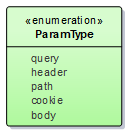 «enumeration»
ParamType
query
header
path
cookie
body